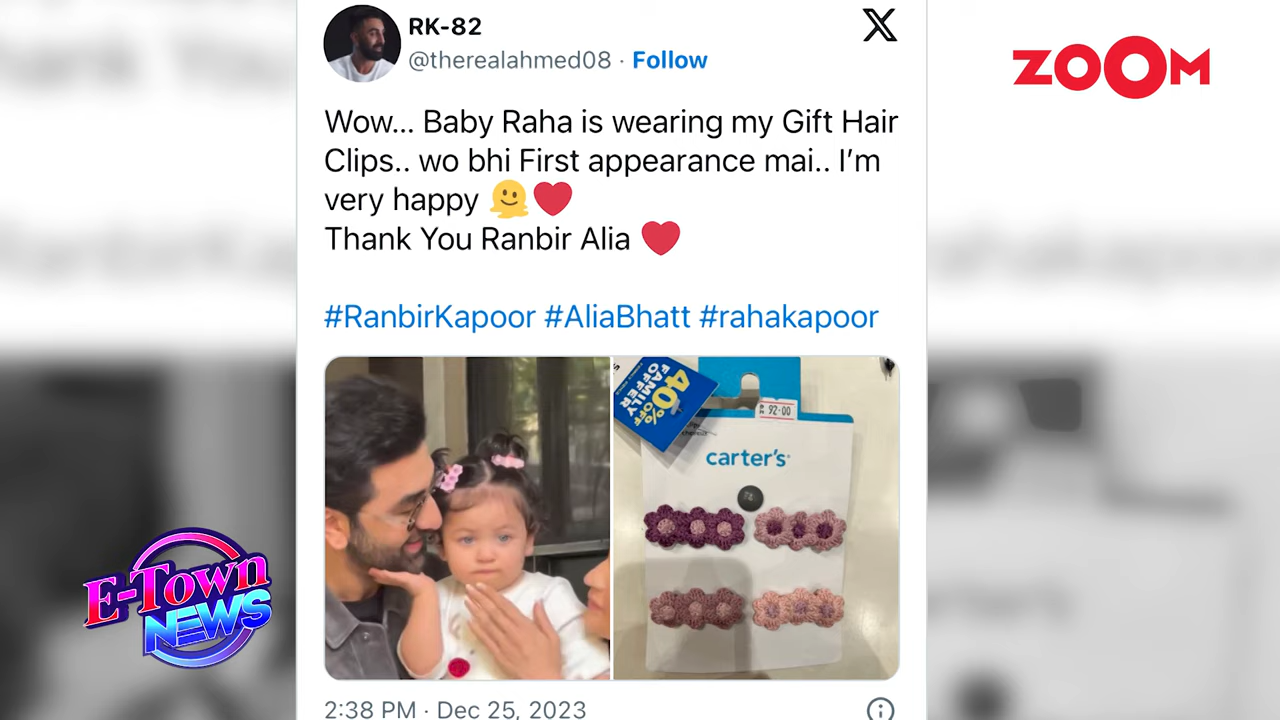 RK-82
@therealahmed08 · Follow
X
ZOOM
Wow... Baby Raha is wearing my Gift Hair
Clips.. wo bhi First appearance mai.. I'm
very happy 🫠❤️
Thank You Ranbir Alia ❤️
#RanbirKapoor #AliaBhatt #rahakapoor
40%
OFF
FAMILY
OFFER
92·00
carter's
E-TOWN
NEWS
2:38 PM · Dec 25, 2023